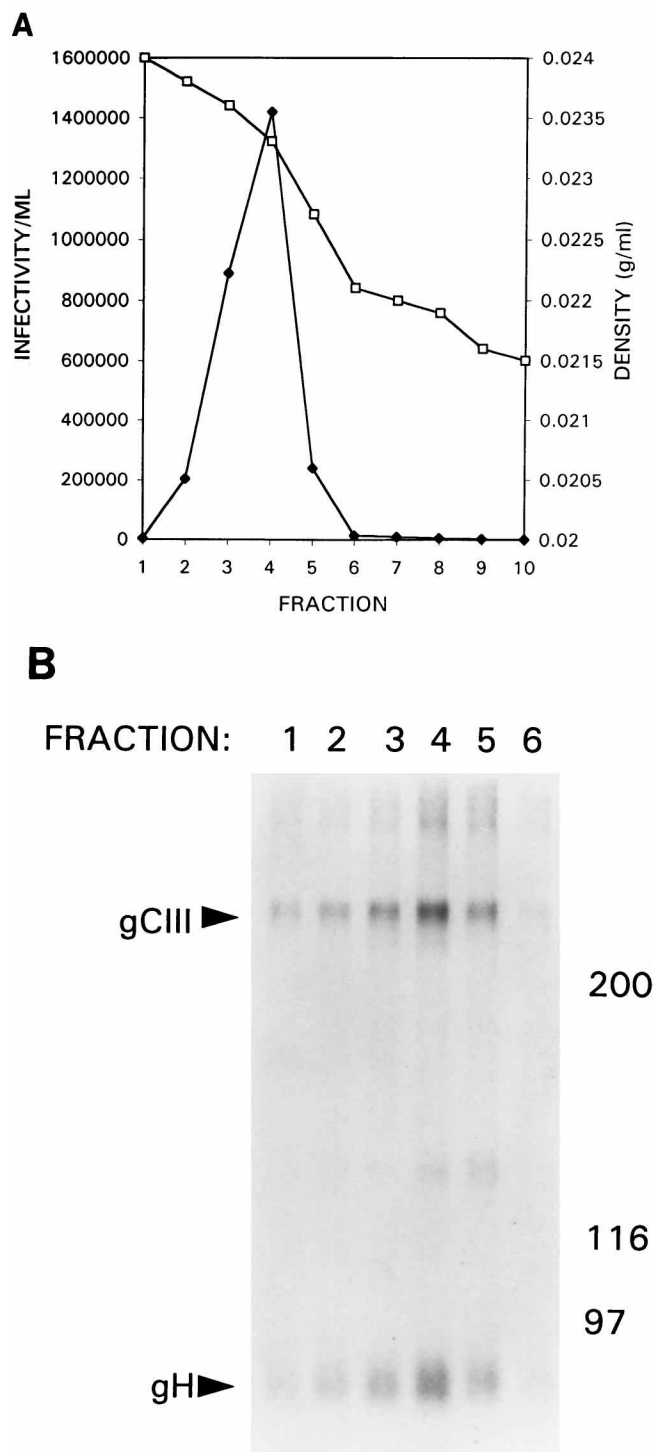 A
1600000
1400000
1200000
1000000
800000
600000
400000
200000
0
INFECTIVITY/ML
0.024
0.0235
0.023
0.0225
0.022
0.0215
0.021
0.0205
0.02
DENSITY (g/ml)
1 2 3 4 5 6 7 8 9 10
FRACTION
B
FRACTION: 1 2 3 4 5 6
gCIII
200
116
97
gH